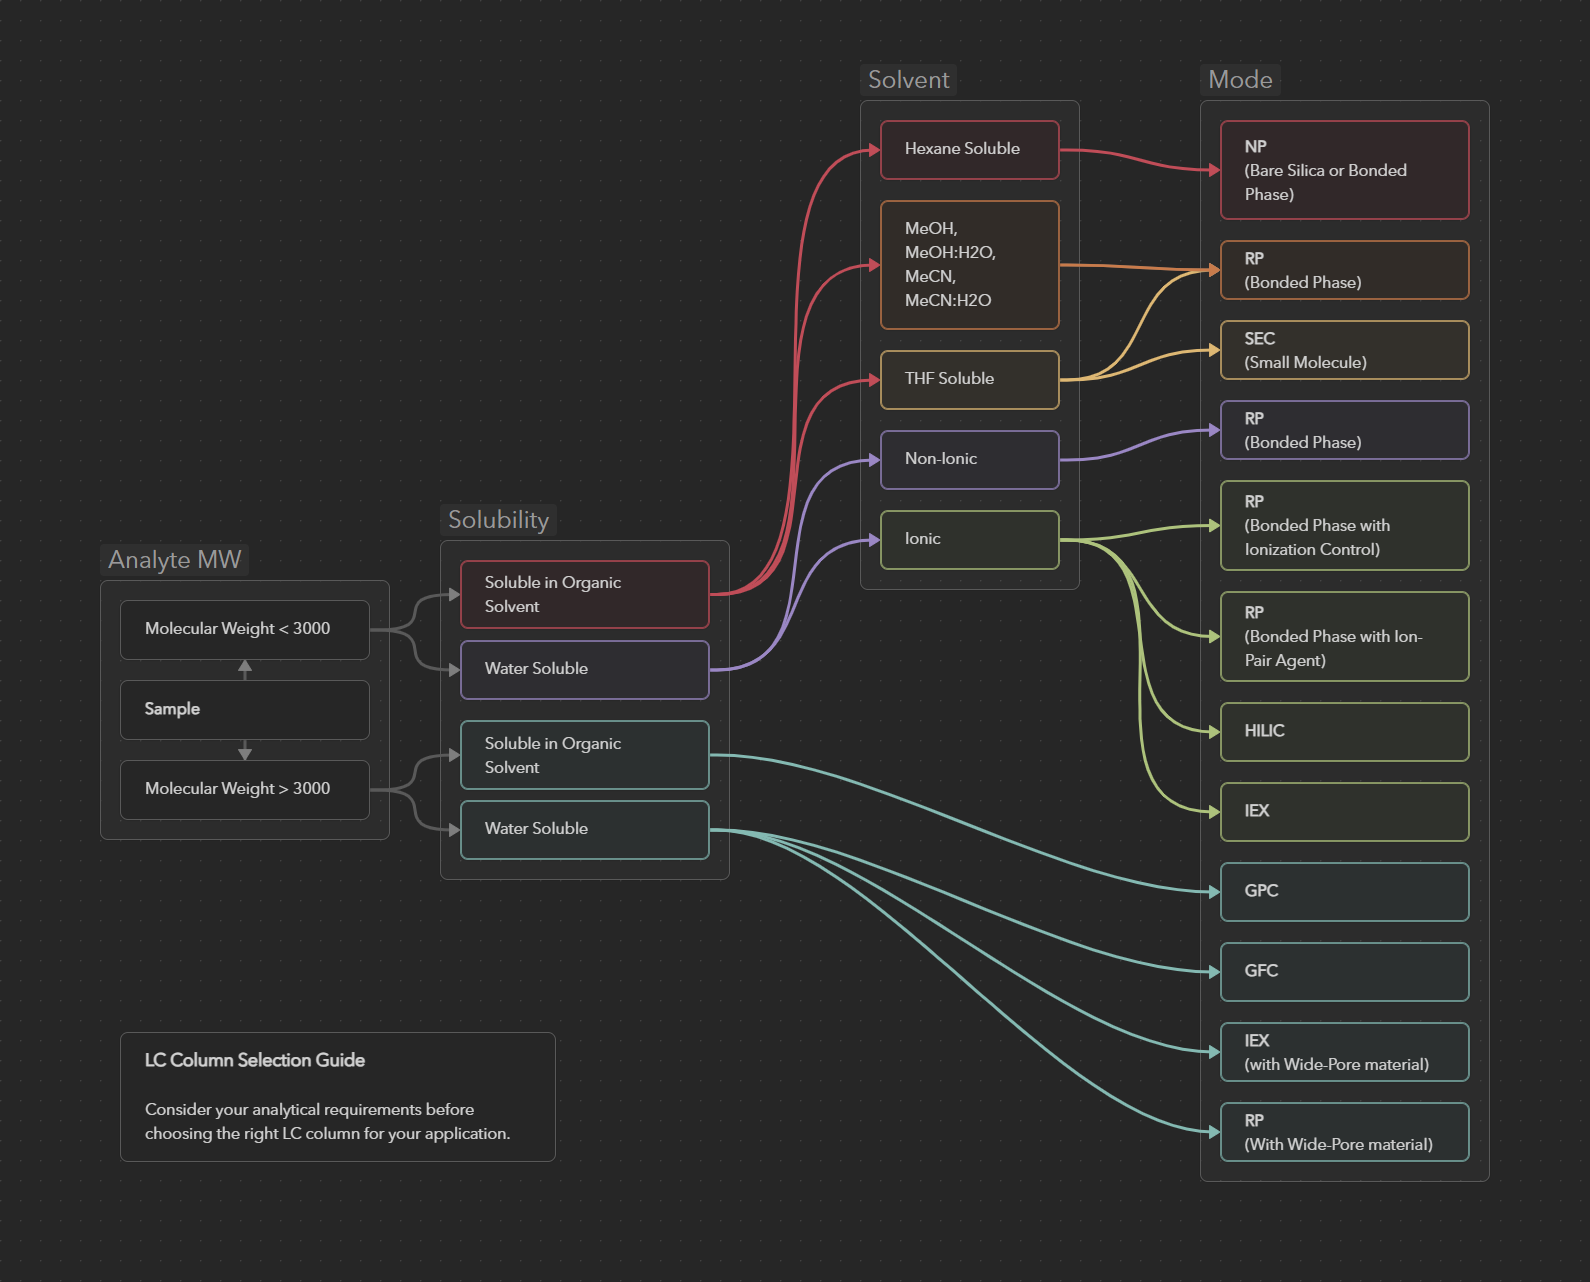 Analyte MW
Molecular Weight < 3000
Sample
Molecular Weight > 3000
Solubility
Soluble in Organic
Solvent
Water Soluble
Soluble in Organic
Solvent
Water Soluble
Solvent
Hexane Soluble
MeOH,
MeOH:H2O,
MeCN,
MeCN:H2O
THF Soluble
Non-Ionic
Ionic
Mode
NP
(Bare Silica or Bonded
Phase)
RP
(Bonded Phase)
SEC
(Small Molecule)
RP
(Bonded Phase)
RP
(Bonded Phase with
Ionization Control)
RP
(Bonded Phase with Ion-
Pair Agent)
HILIC
IEX
GPC
GFC
IEX
(with Wide-Pore material)
RP
(With Wide-Pore material)
LC Column Selection Guide
Consider your analytical requirements before
choosing the right LC column for your application.